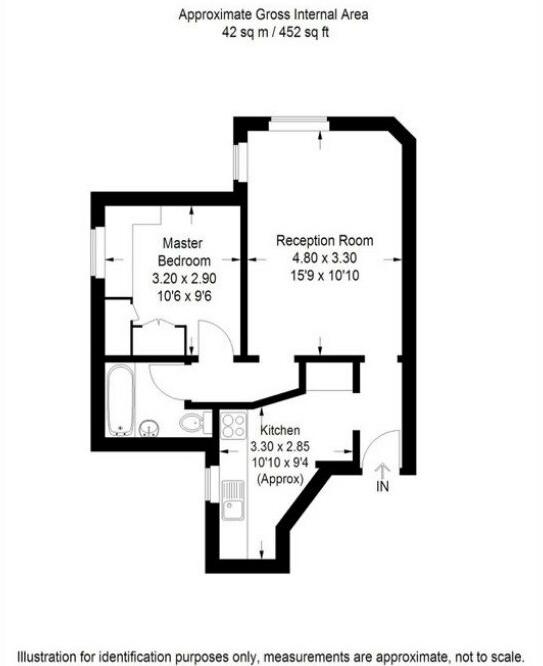 Approximate Gross Internal Area
42 sq m / 452 sq ft
Reception Room
4.80 x 3.30
15'9 x 10'10
Master
Bedroom
3.20 x 2.90
10'6 x 9'6
Kitchen
3.30 x 2.85
10'10 x 9'4
(Approx)
IN
Illustration for identification purposes only, measurements are approximate, not to scale.